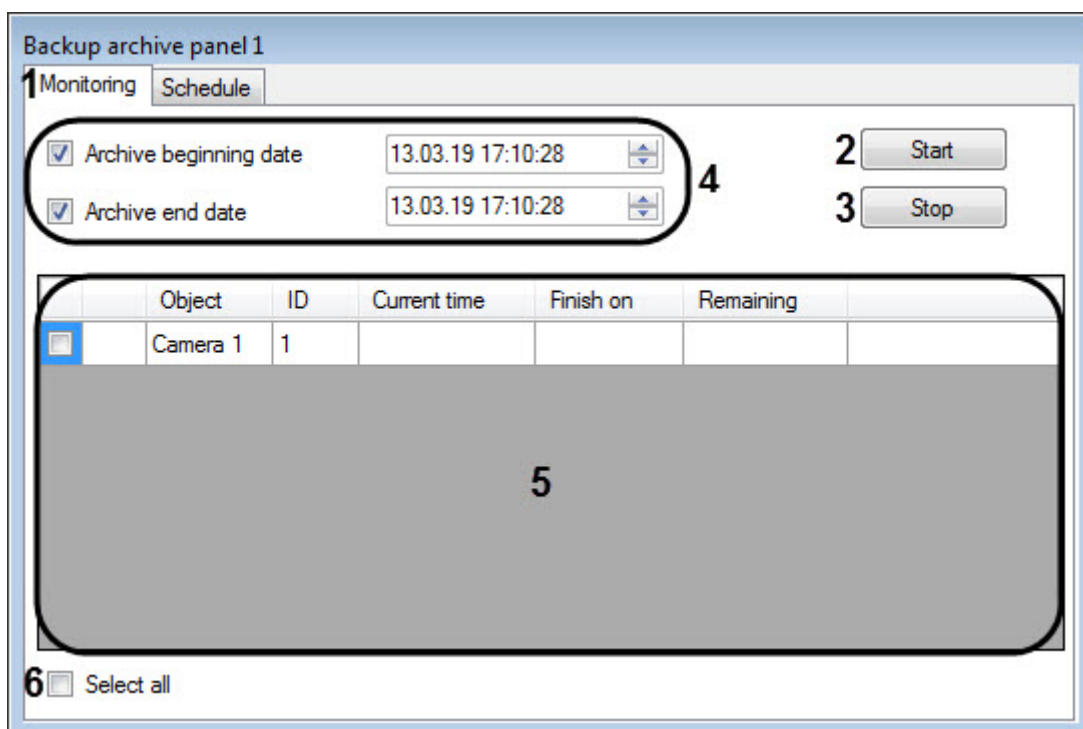 Backup archive panel 1
1 Monitoring Schedule
Archive beginning date 13.03.19 17:10:28 2 Start
4
Archive end date 13.03.19 17:10:28 3 Stop
Object ID Current time Finish on Remaining
Camera 1 1
5
6 Select all